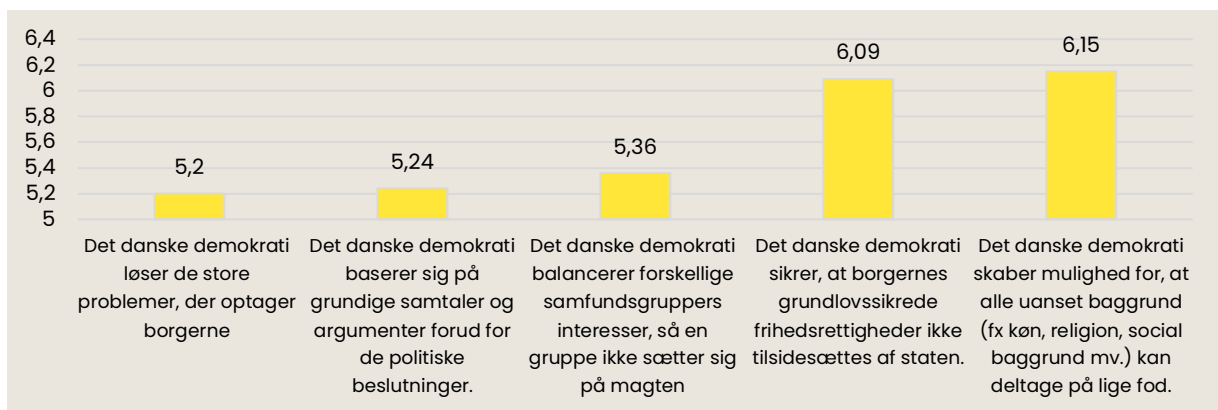 6,4
6,2
6
5,8
5,6
5,4
5,2
5
5,2
5,24
5,36
6,09
6,15
Det danske demokrati
løser de store
problemer, der optager
borgerne
Det danske demokrati
baserer sig på
grundige samtaler og
argumenter forud for
de politiske
beslutninger.
Det danske demokrati
balancerer forskellige
samfundsgruppers
interesser, så en
gruppe ikke sætter sig
på magten
Det danske demokrati
sikrer, at borgernes
grundlovssikrede
frihedsrettigheder ikke
tilsidesættes af staten.
Det danske demokrati
skaber mulighed for, at
alle uanset baggrund
(fx køn, religion, social
baggrund mv.) kan
deltage på lige fod.